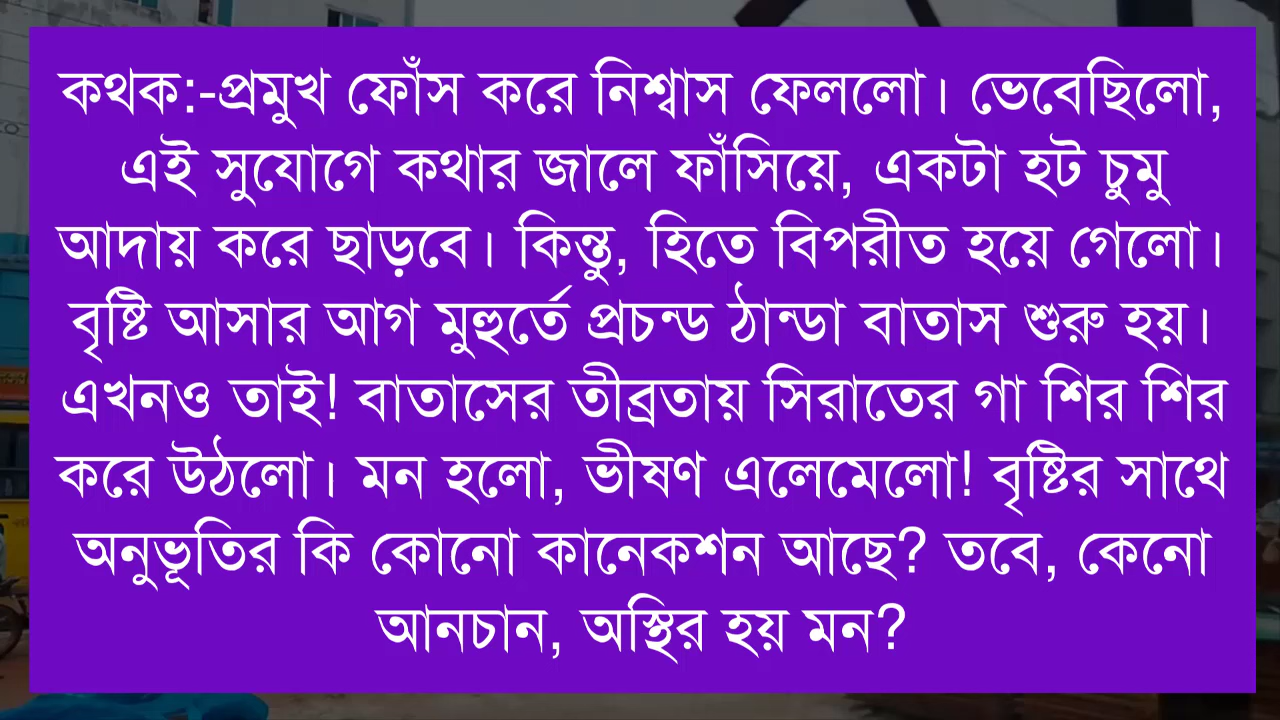 কথক:-প্রমুখ ফোঁস করে নিশ্বাস ফেললো। ভেবেছিলো,
এই সুযোগে কথার জালে ফাঁসিয়ে, একটা হট চুমু
আদায় করে ছাড়বে। কিন্তু, হিতে বিপরীত হয়ে গেলো।
বৃষ্টি আসার আগ মুহুর্তে প্রচন্ড ঠান্ডা বাতাস শুরু হয়।
এখনও তাই! বাতাসের তীব্রতায় সিরাতের গা শির শির
করে উঠলো। মন হলো, ভীষণ এলেমেলো! বৃষ্টির সাথে
অনুভূতির কি কোনো কানেকশন আছে? তবে, কেনো
আনচান, অস্থির হয় মন?